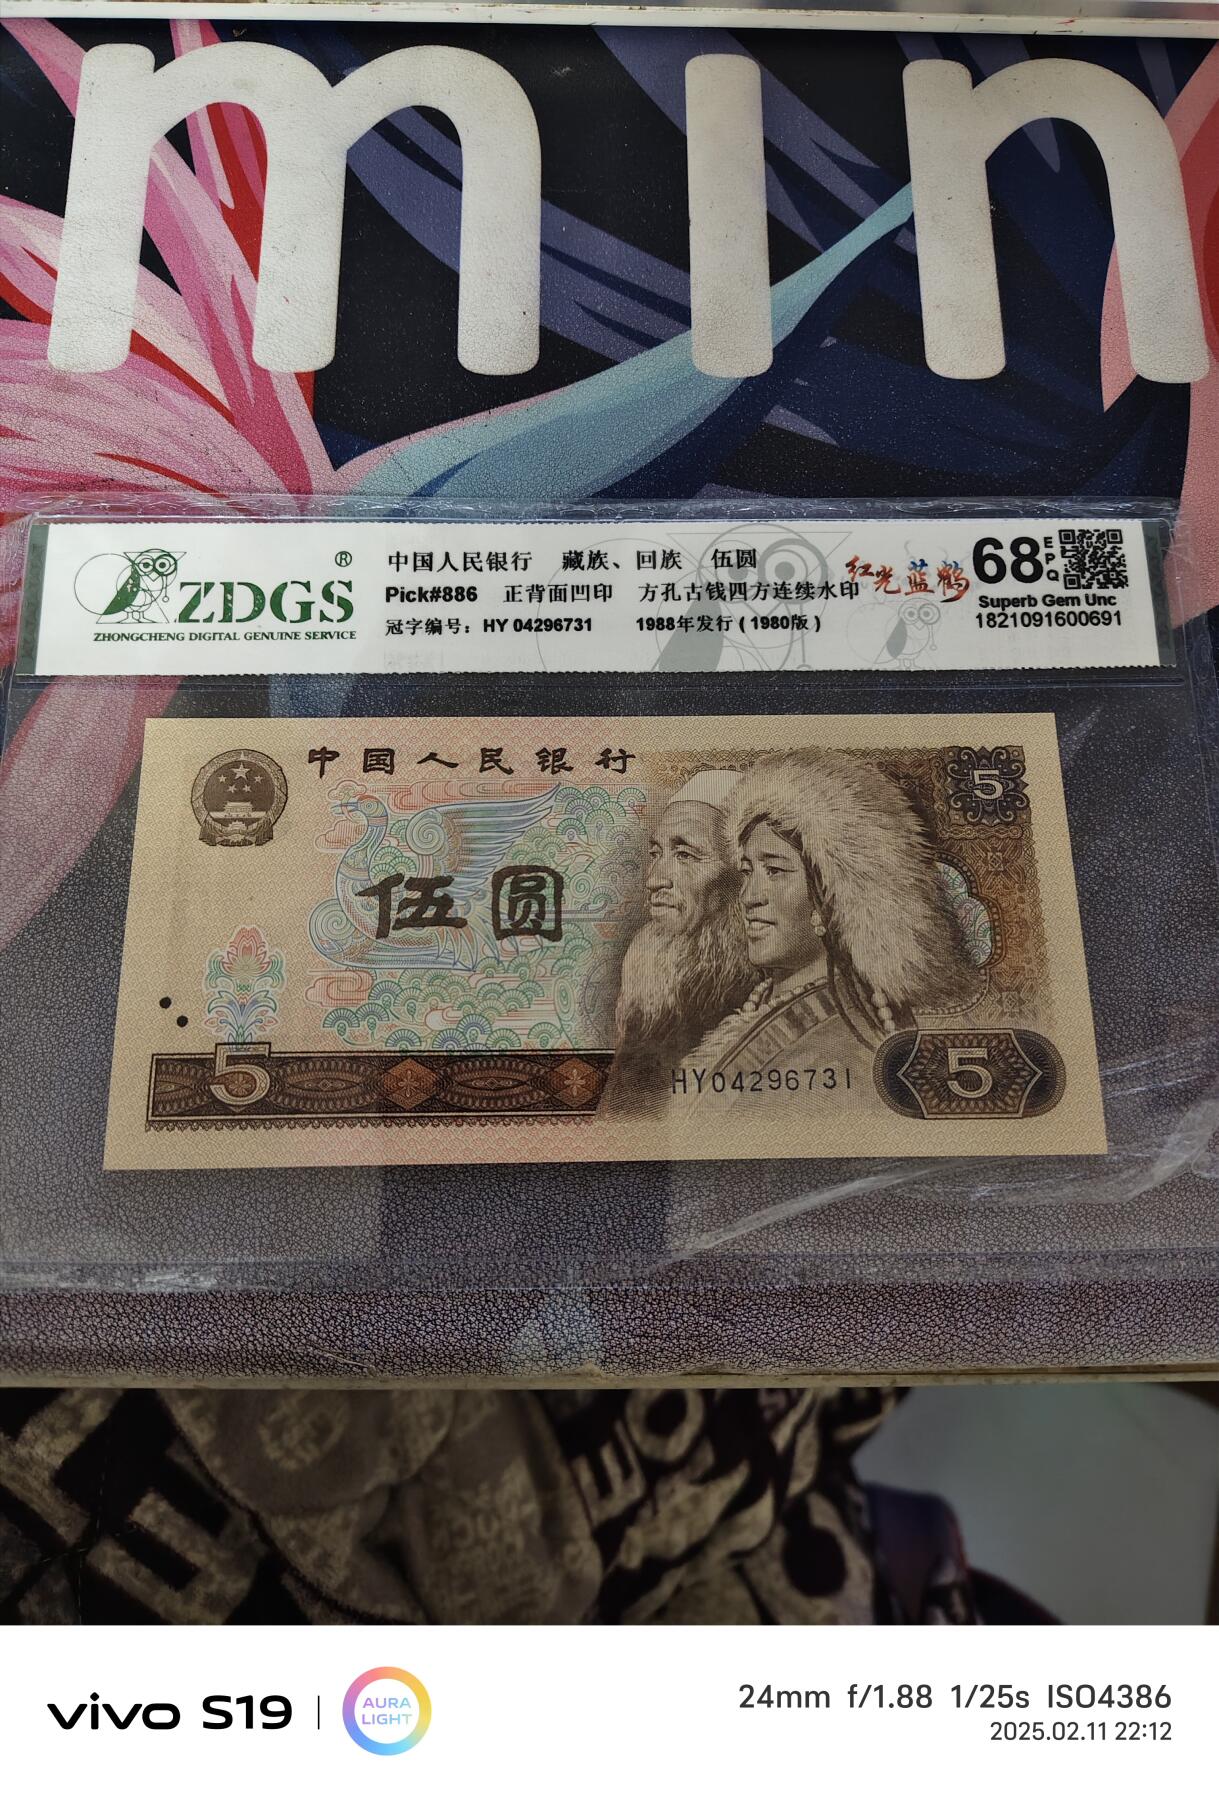 min
ZDGS®
ZHONGCHENG DIGITAL GENUINE SERVICE
中国人民银行 藏族、回族 伍圆
Pick#886 正背面凹印 方孔古钱四方连续水印
冠字编号：HY 04296731 1988年发行 ( 1980版 )
红光蓝鹤
68 EPQ
Superb Gem Unc
1821091600691
中国人民银行
5
伍圆
5
HY04296731
5
vivo S19 | AURA LIGHT
24mm f/1.88 1/25s ISO4386
2025.02.11 22:12